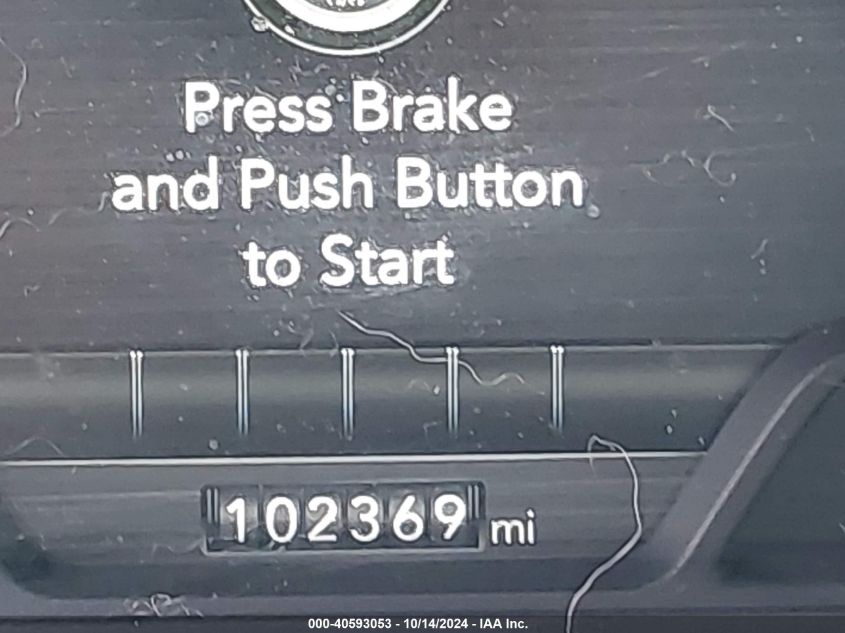 Press Brake
and Push Button
to Start
102369 mi
000-40593053 - 10/14/2024 - IAA Inc.